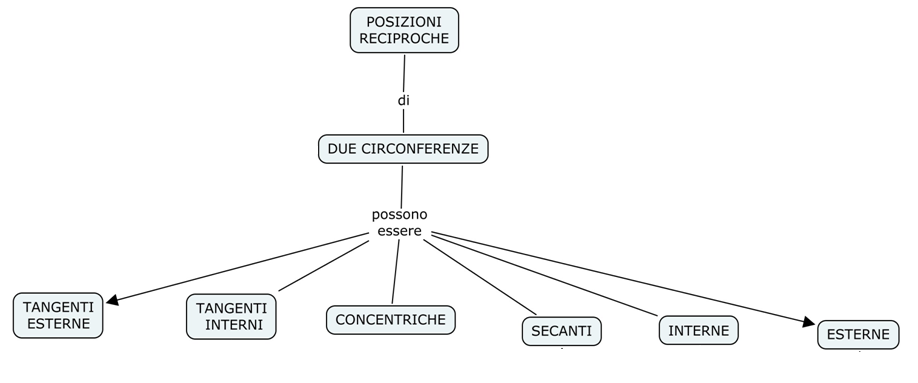 POSIZIONI
RECIPROCHE
di
DUE CIRCONFERENZE
possono
essere
TANGENTI
ESTERNE
TANGENTI
INTERNI
CONCENTRICHE
SECANTI
INTERNE
ESTERNE